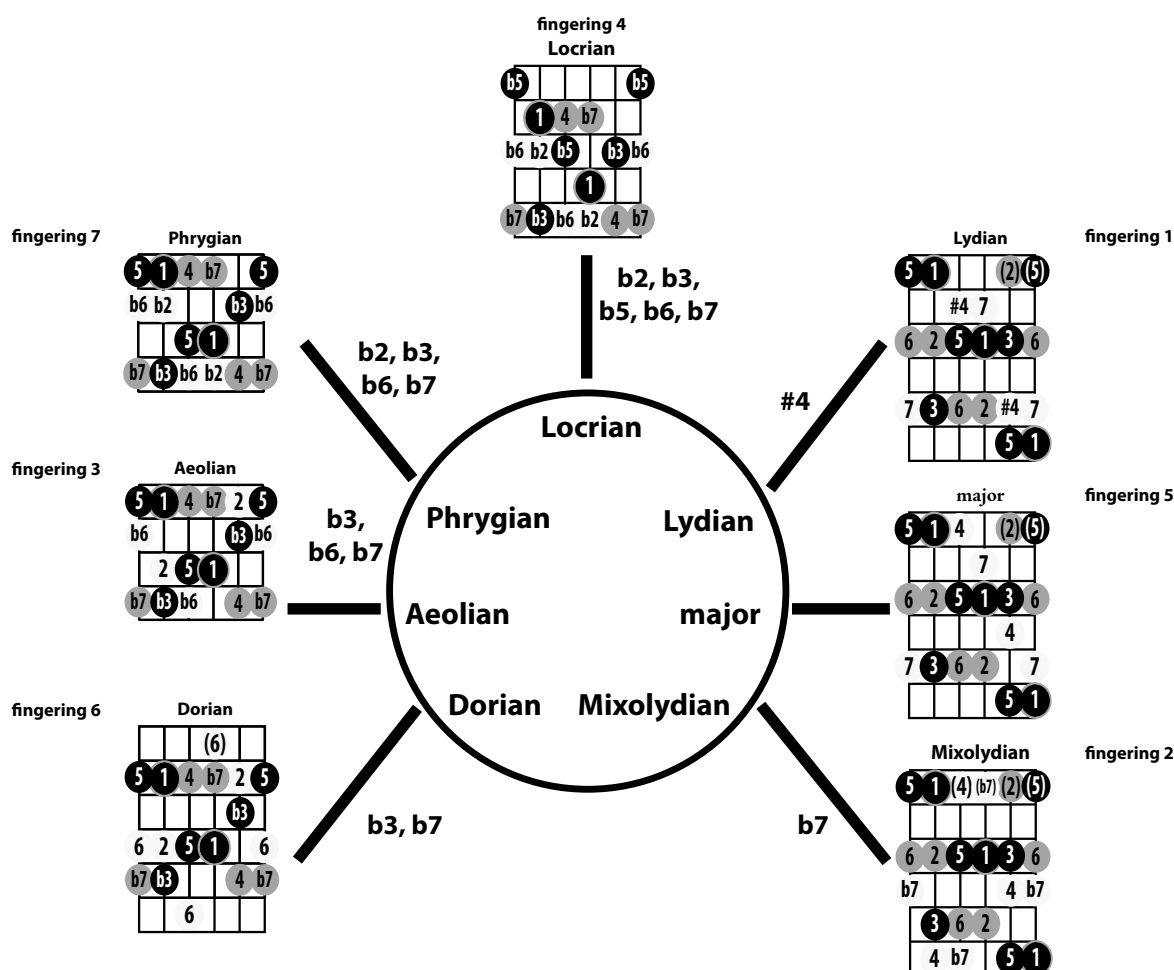 fingering 4
Locrian
b5 b5
1 4 b7
b6 b2 b5 b3 b6
1
b7 b3 b6 b2 4 b7
fingering 7
Phrygian
5 1 4 b7 5
b6 b2 b3 b6
5 1
b7 b3 b6 b2 4 b7
Lydian
fingering 1
5 1 (2) (5)
#4 7
6 2 5 1 3 6
7 3 6 2 #4 7
5 1
b2, b3,
b5, b6, b7
b2, b3,
b6, b7
#4
Locrian
fingering 3
Aeolian
5 1 4 b7 2 5
b6 b3 b6
2 5 1
b7 b3 b6 4 b7
major
fingering 5
5 1 4 (2) (5)
7
6 2 5 1 3 6
4
7 3 6 2 7
5 1
b3,
b6, b7
Phrygian
Lydian
Aeolian
major
Dorian
Mixolydian
fingering 6
Dorian
(6)
5 1 4 b7 2 5
b3
6 2 5 1 6
b7 b3 4 b7
6
b3, b7
b7
Mixolydian
fingering 2
5 1 (4) (b7) (2) (5)
6 2 5 1 3 6
b7 4 b7
3 6 2
4 b7 5 1